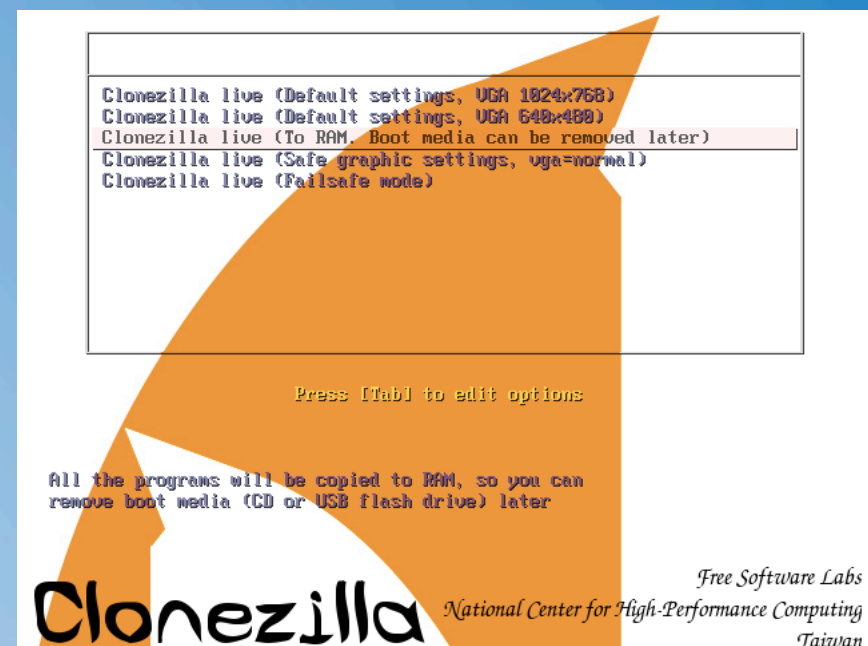 Clonezilla live (Default settings, VGA 1024x768)
Clonezilla live (Default settings, VGA 640x480)
Clonezilla live (To RAM. Boot media can be removed later)
Clonezilla live (Safe graphic settings, vga=normal)
Clonezilla live (Failsafe mode)
Press [Tab] to edit options
All the programs will be copied to RAM, so you can
remove boot media (CD or USB flash drive) later
Clonezilla
Free Software Labs
National Center for High-Performance Computing
Taiwan